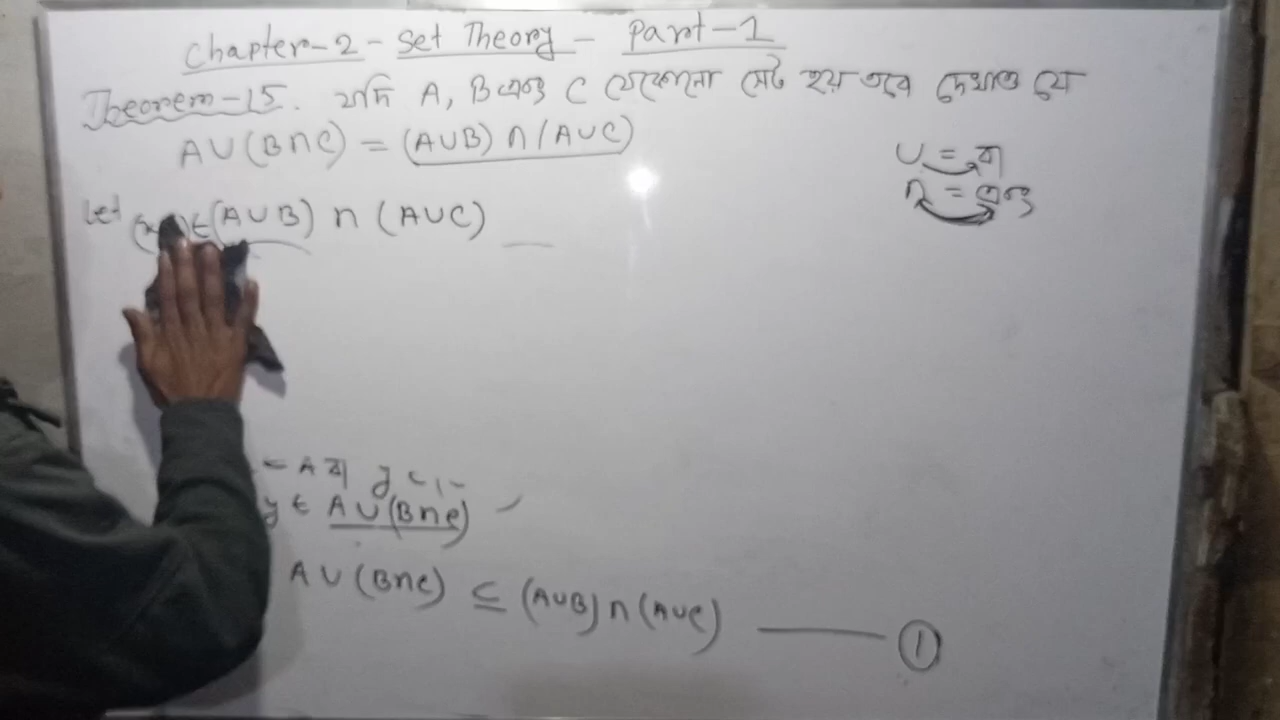 Chapter-2-Set Theory- Part-1
Theorem-15. যদি A, B এবং C যেকোনো সেট হয় তবে দেখাও যে
A∪(B∩C) = (A∪B) ∩ (A∪C)
∪ = বা
∩ = এবং
Let ∈ (A∪B) ∩ (A∪C)
A বা y
y ∈ A∪(B∩C)
A∪(B∩C) ⊆ (A∪B)∩(A∪C) —— ①